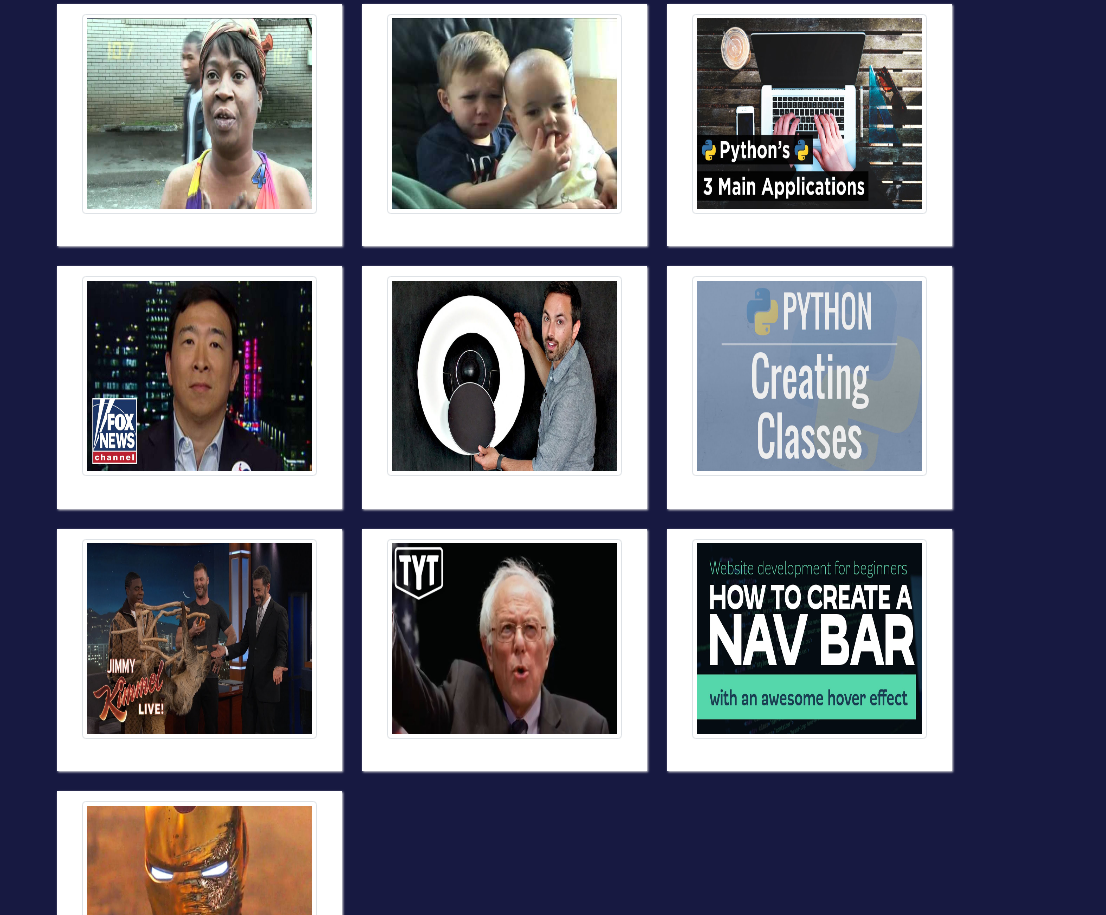 Python's
3 Main Applications
FOX
NEWS
channel
PYTHON
Creating
Classes
JIMMY
Kimmel
LIVE!
TYT
Website development for beginners
HOW TO CREATE A
NAV BAR
with an awesome hover effect